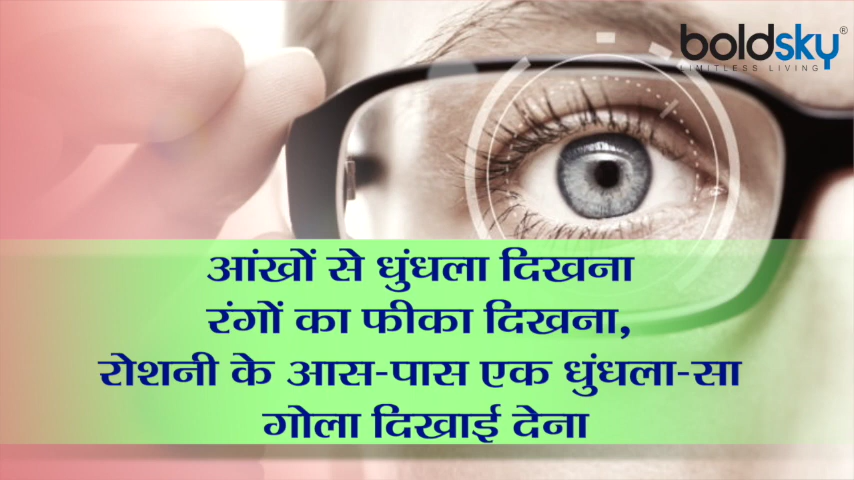 boldsky®
LIMITLESS LIVING
आंखों से धुंधला दिखना
रंगों का फीका दिखना,
रोशनी के आस-पास एक धुंधला-सा
गोला दिखाई देना